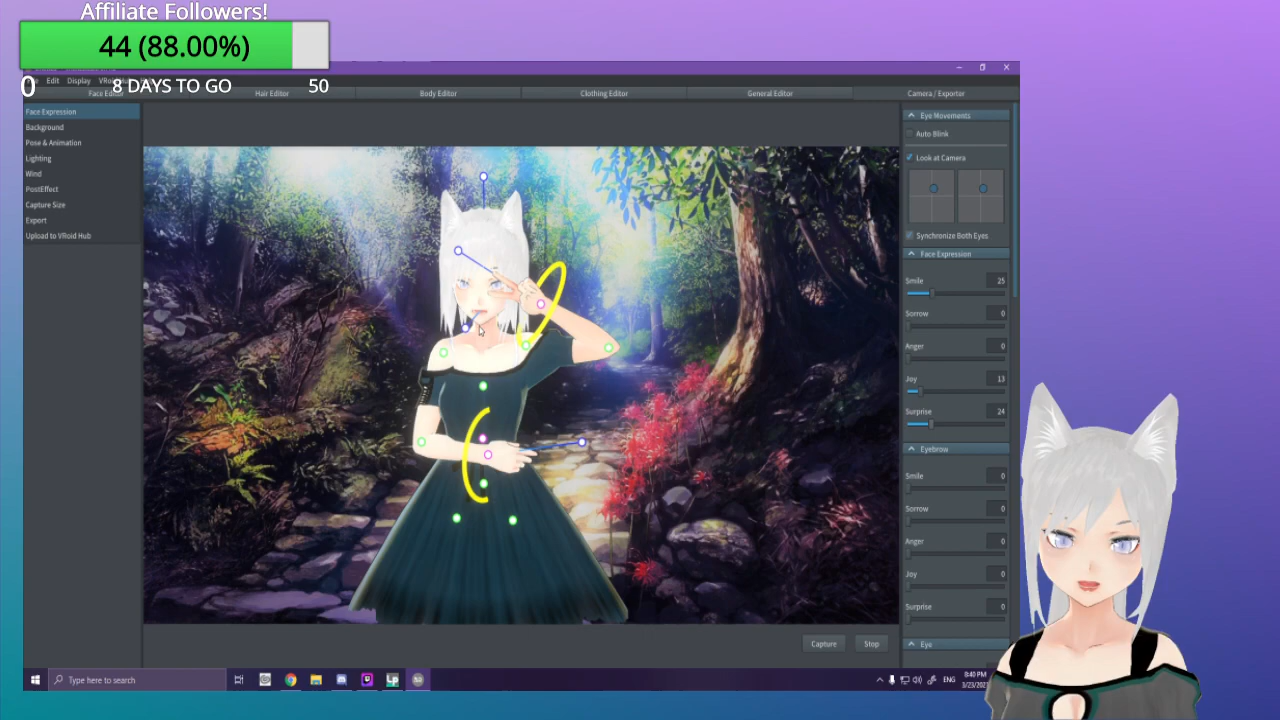 Affiliate Followers!
44 (88.00%)
0 8 DAYS TO GO 50
Edit Display
Face Editor Hair Editor Body Editor Clothing Editor General Editor Camera / Exporter
Face Expression
Background
Pose & Animation
Lighting
Wind
PostEffect
Capture Size
Export
Upload to VRoid Hub
Eye Movements
Auto Blink
Look at Camera
Synchronize Both Eyes
Face Expression
Smile 25
Sorrow 0
Anger 0
Joy 13
Surprise 24
Eyebrow
Smile 0
Sorrow 0
Anger 0
Joy 0
Surprise 0
Eye
Capture Stop
Type here to search
ENG
8:40 PM